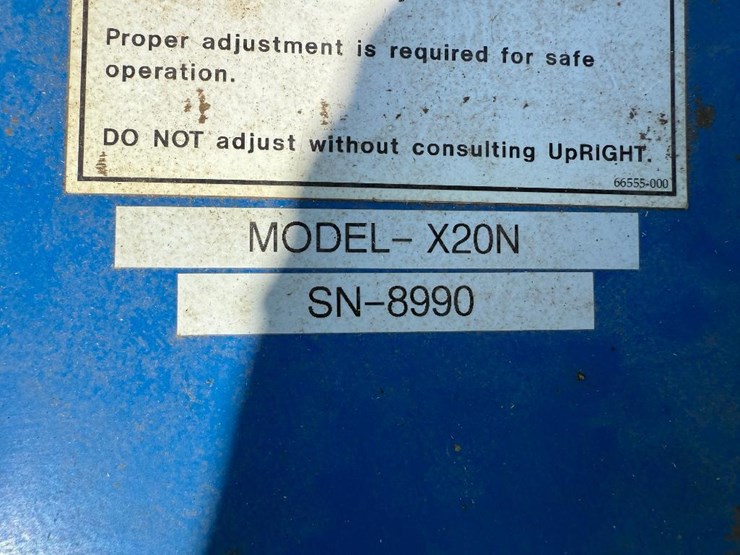 Proper adjustment is required for safe
operation.
DO NOT adjust without consulting UpRIGHT.
66555-000
MODEL- X20N
SN-8990